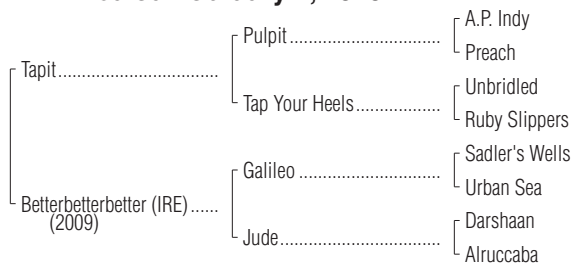 A.P. Indy
Pulpit
Preach
Tapit
Unbridled
Tap Your Heels
Ruby Slippers
Sadler's Wells
Galileo
Urban Sea
Betterbetterbetter (IRE)
(2009)
Darshaan
Jude
Alruccaba